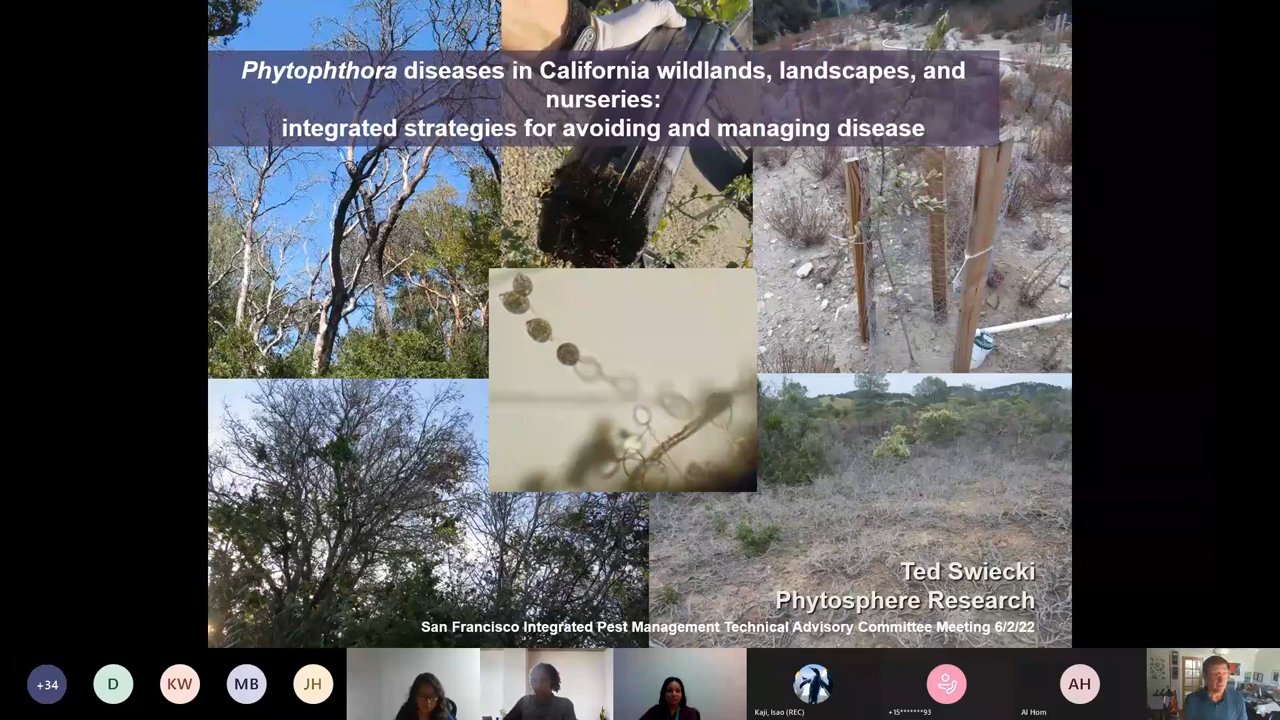 Phytophthora diseases in California wildlands, landscapes, and
nurseries:
integrated strategies for avoiding and managing disease
Ted Swiecki
Phytosphere Research
San Francisco Integrated Pest Management Technical Advisory Committee Meeting 6/2/22
+34
D
KW
MB
JH
AH
Kaji, Isao (REC)
+15*******93
Al Hom